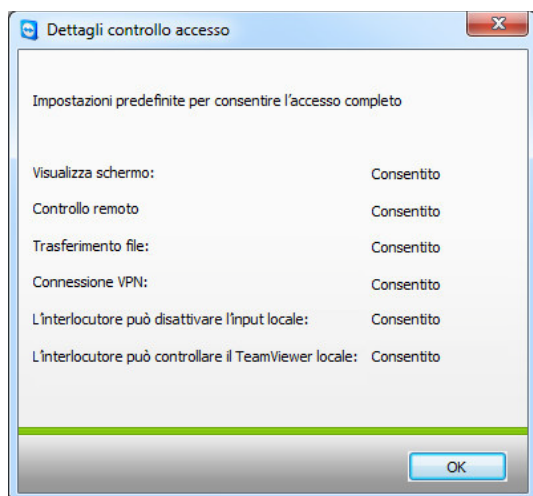 Dettagli controllo accesso
Impostazioni predefinite per consentire l'accesso completo
Visualizza schermo: Consentito
Controllo remoto Consentito
Trasferimento file: Consentito
Connessione VPN: Consentito
L'interlocutore può disattivare l'input locale: Consentito
L'interlocutore può controllare il TeamViewer locale: Consentito
OK